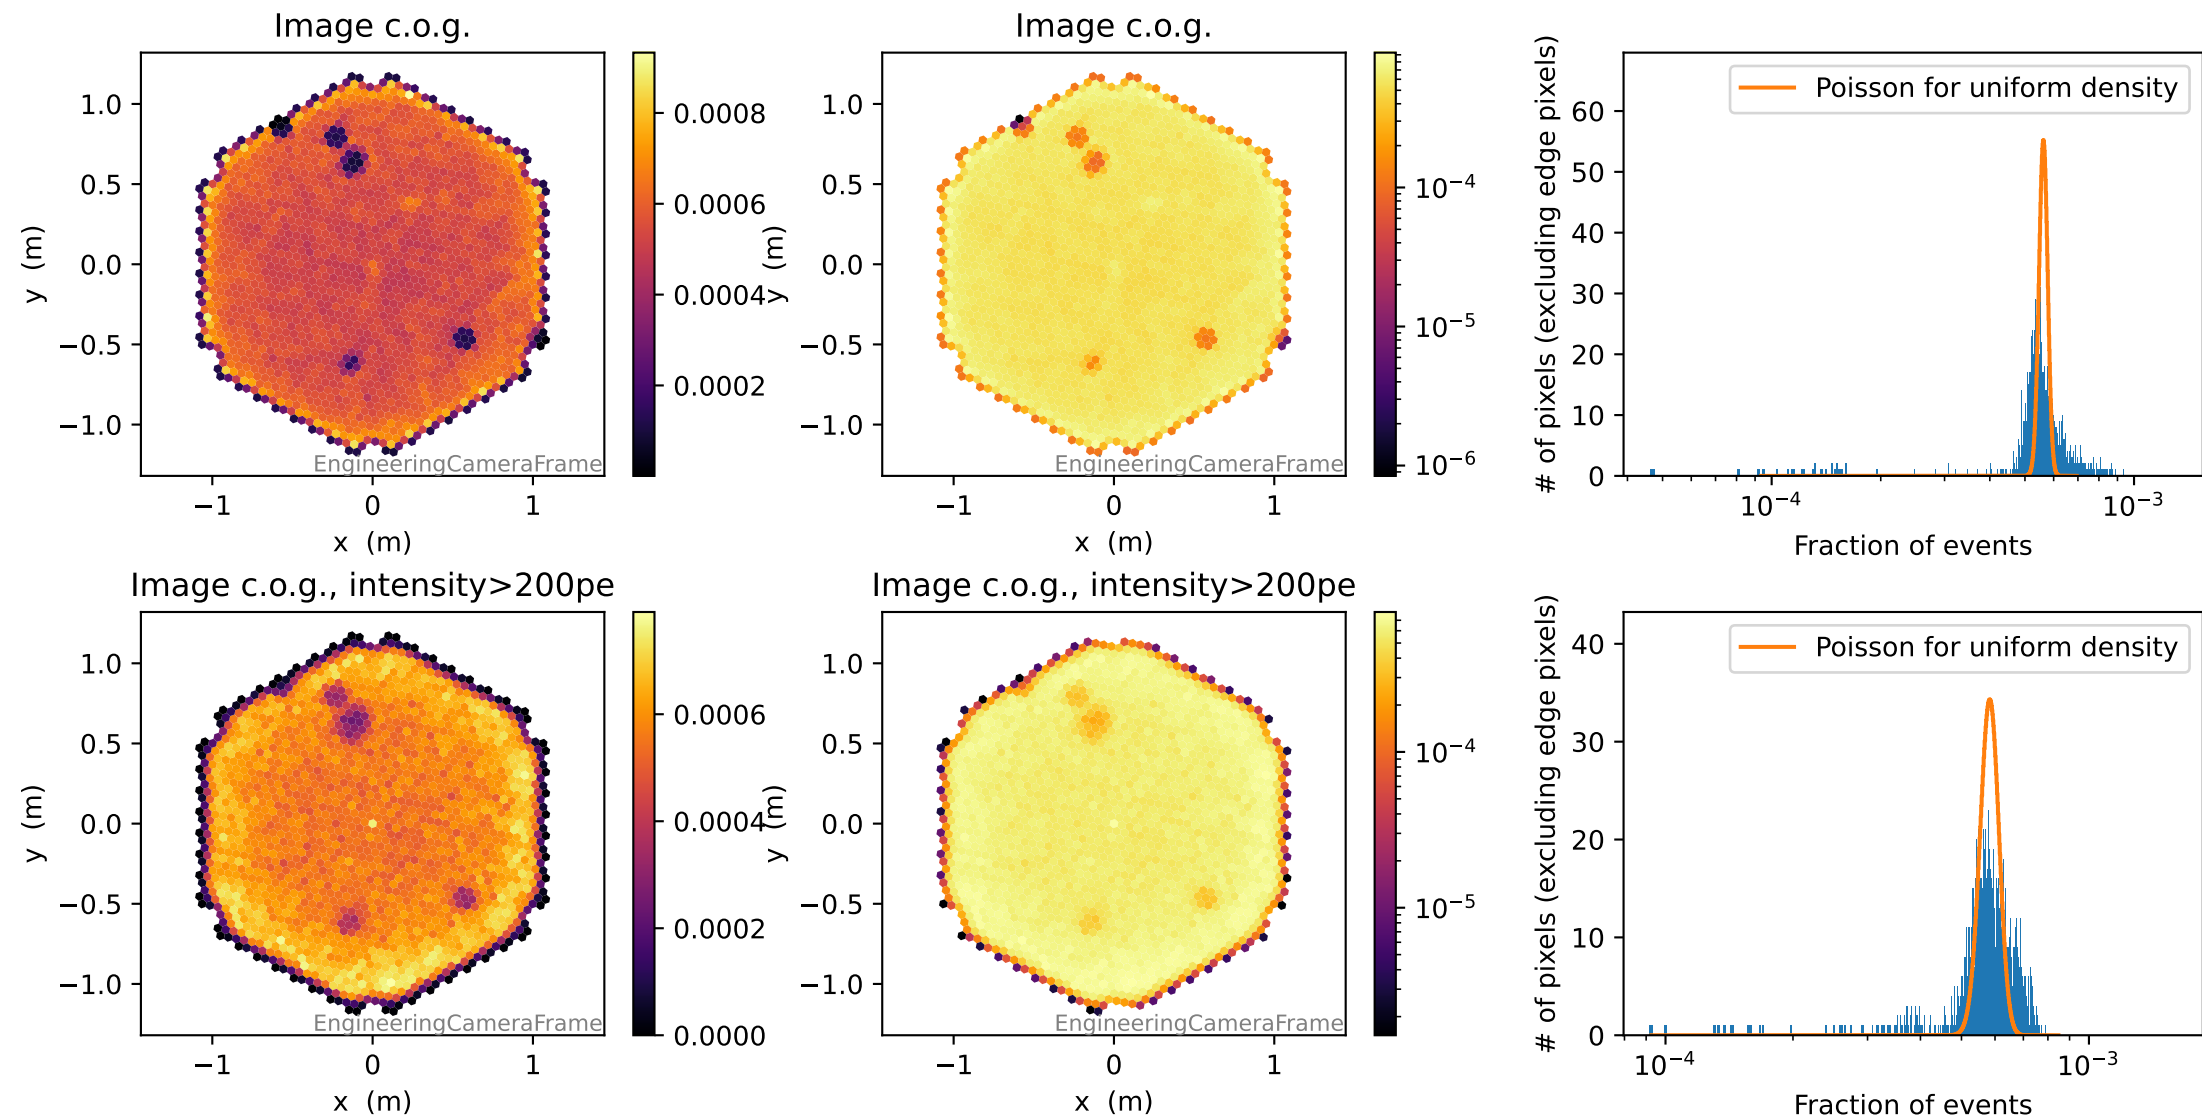 Image c.o.g.
1.0
0.5
0.0
−0.5
−1.0
y (m)
−1 0 1
x (m)
EngineeringCameraFrame
0.0008
0.0006
0.0004
0.0002
Image c.o.g.
1.0
0.5
0.0
−0.5
−1.0
y (m)
−1 0 1
x (m)
EngineeringCameraFrame
10⁻⁴
10⁻⁵
10⁻⁶
# of pixels (excluding edge pixels)
60
50
40
30
20
10
0
Poisson for uniform density
10⁻⁴ 10⁻³
Fraction of events
Image c.o.g., intensity>200pe
1.0
0.5
0.0
−0.5
−1.0
y (m)
−1 0 1
x (m)
EngineeringCameraFrame
0.0006
0.0004
0.0002
0.0000
Image c.o.g., intensity>200pe
1.0
0.5
0.0
−0.5
−1.0
y (m)
−1 0 1
x (m)
EngineeringCameraFrame
10⁻⁴
10⁻⁵
# of pixels (excluding edge pixels)
40
30
20
10
0
Poisson for uniform density
10⁻⁴ 10⁻³
Fraction of events